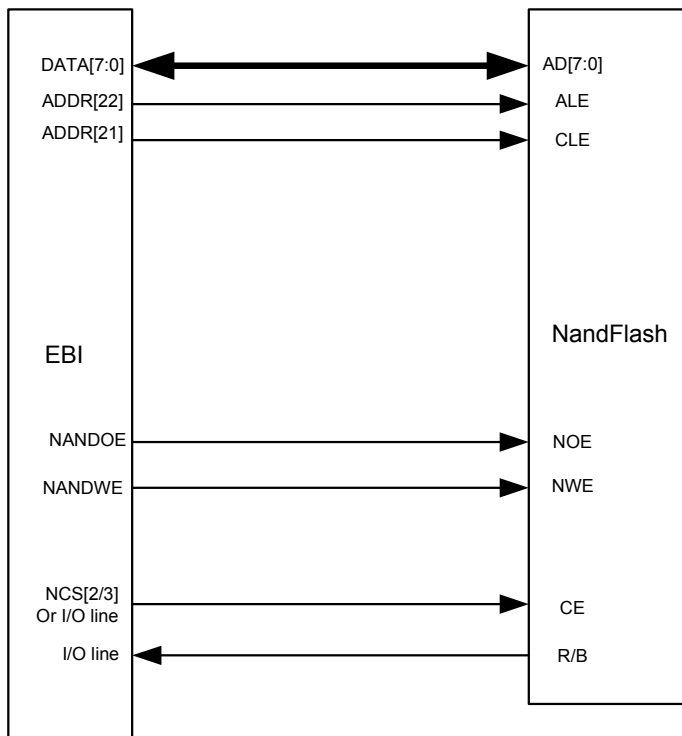 DATA[7:0]
AD[7:0]
ADDR[22]
ALE
ADDR[21]
CLE
EBI
NandFlash
NANDOE
NOE
NANDWE
NWE
NCS[2/3]
Or I/O line
CE
I/O line
R/B